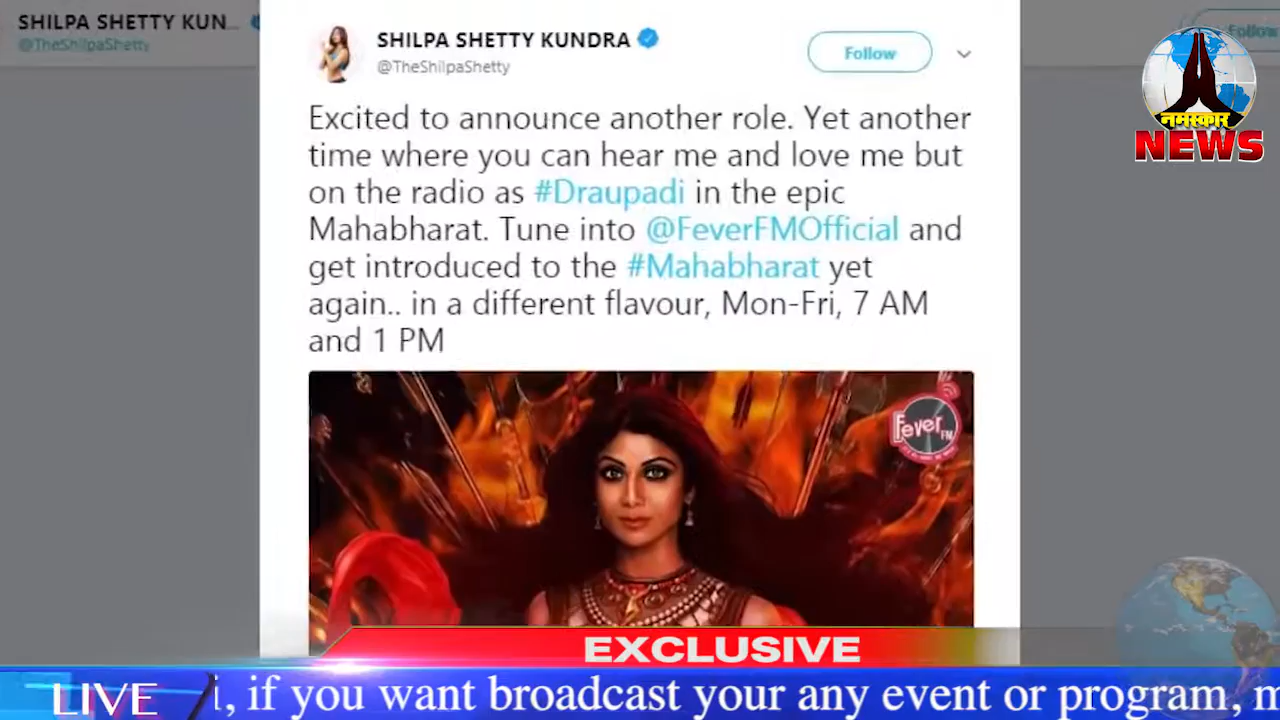 SHILPA SHETTY KUN...
@TheShilpaShetty
SHILPA SHETTY KUNDRA
@TheShilpaShetty
Follow
Follow
Excited to announce another role. Yet another
time where you can hear me and love me but
on the radio as #Draupadi in the epic
Mahabharat. Tune into @FeverFMOfficial and
get introduced to the #Mahabharat yet
again.. in a different flavour, Mon-Fri, 7 AM
and 1 PM
नमस्कार
NEWS
Fever FM
EXCLUSIVE
LIVE
, if you want broadcast your any event or program, m